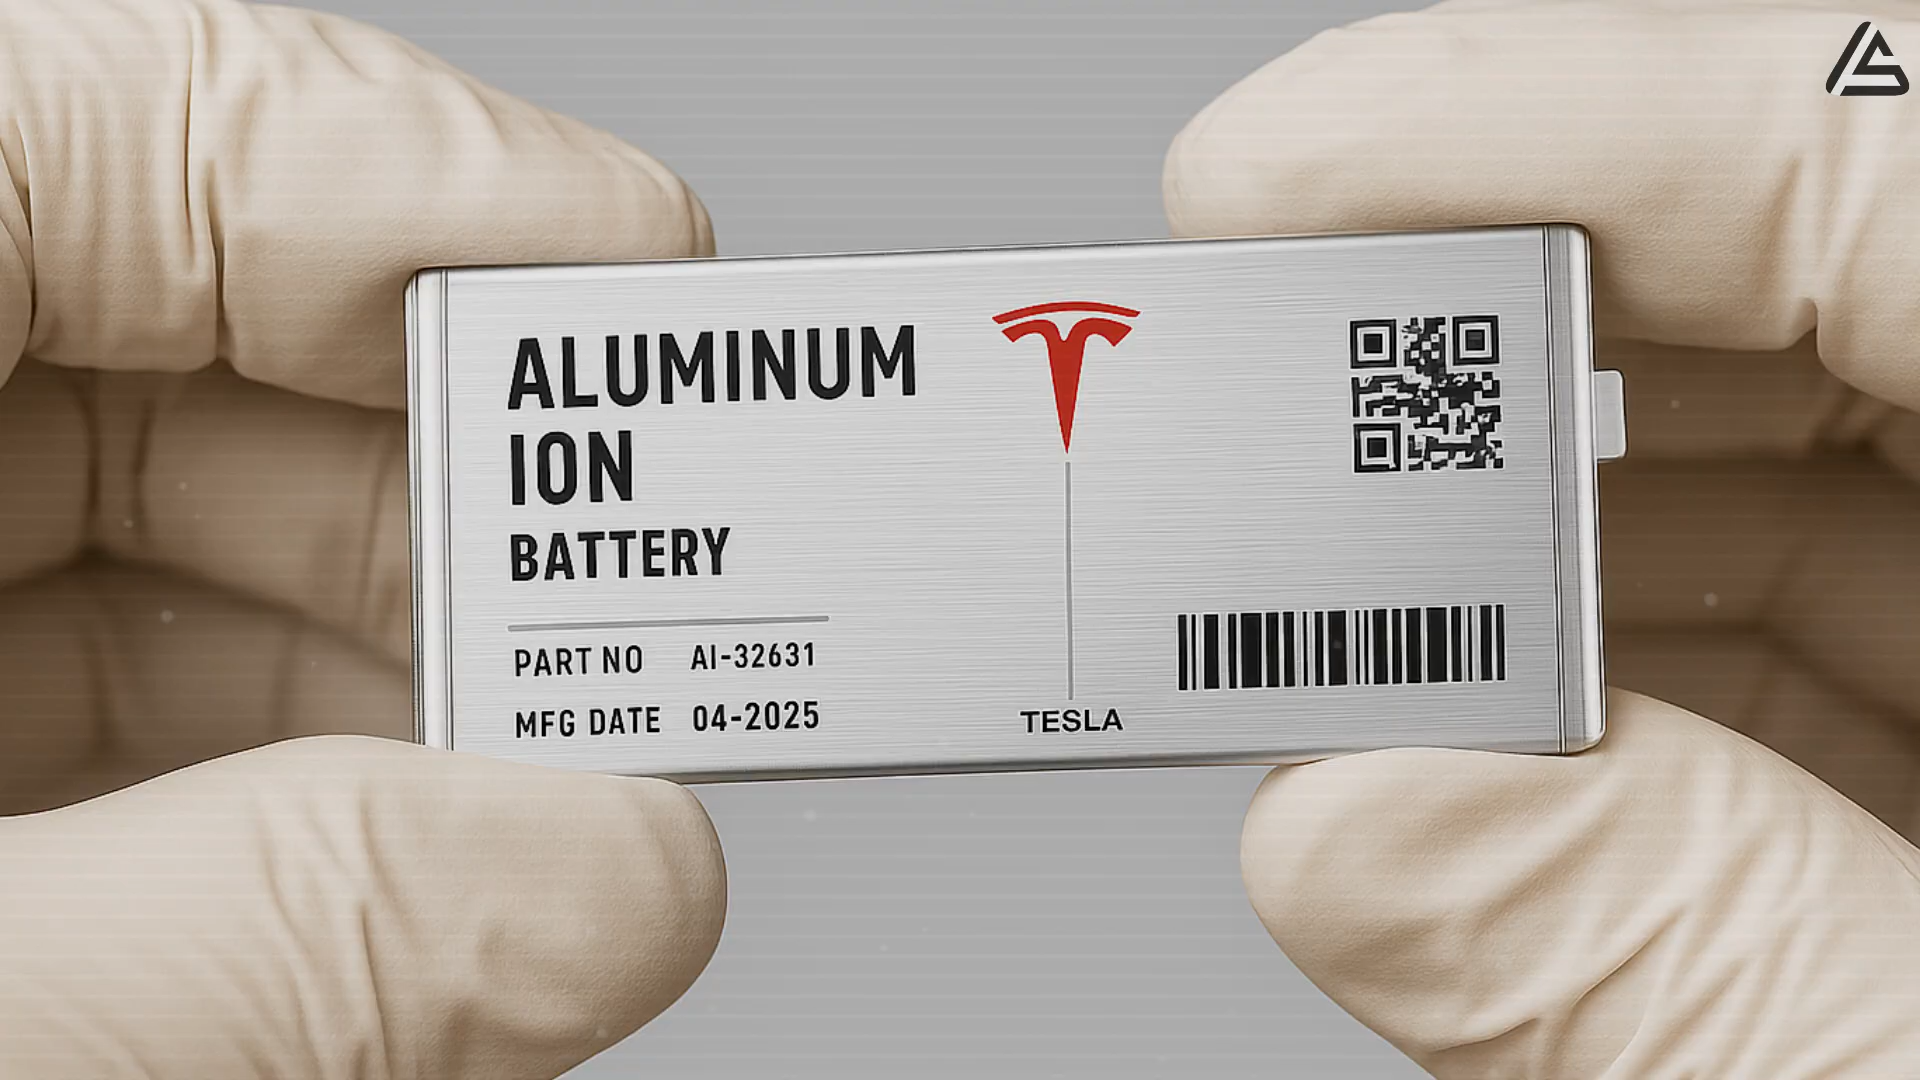 ALUMINUM
ION
BATTERY
PART NO AI-32631
MFG DATE 04-2025
TESLA